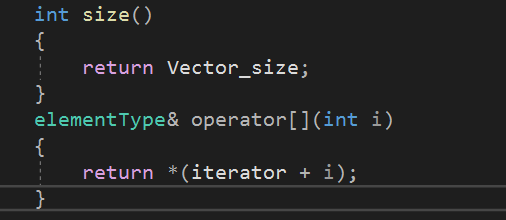 int size()
{
    return Vector_size;
}
elementType& operator[](int i)
{
    return *(iterator + i);
}